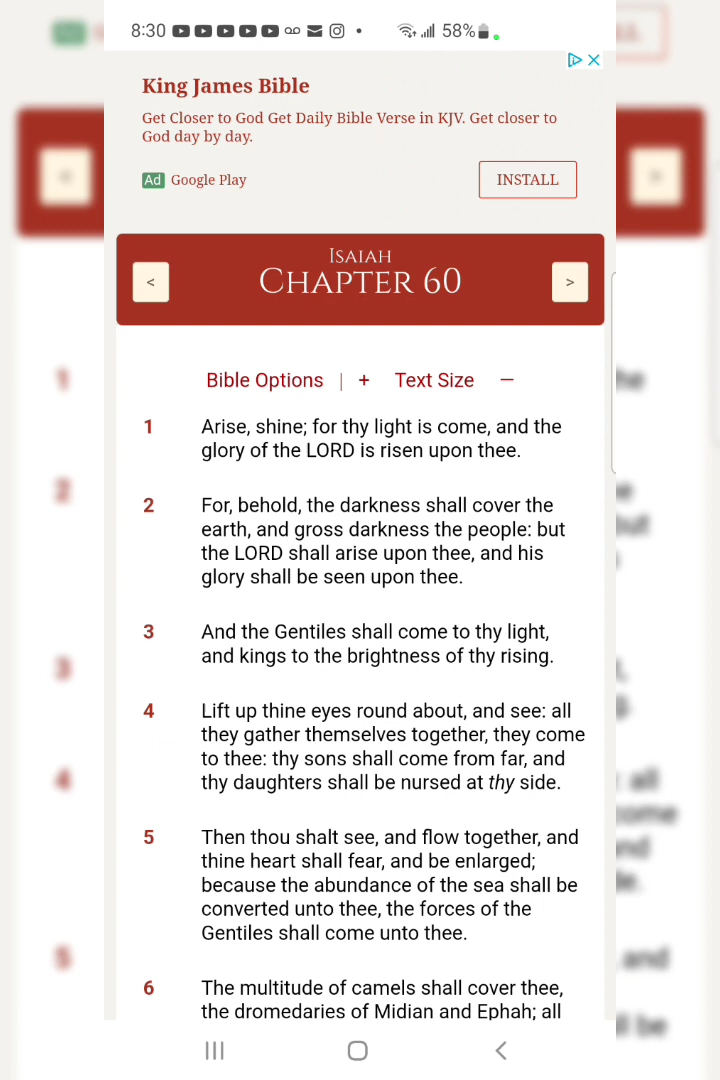 8:30 58%
King James Bible
Get Closer to God Get Daily Bible Verse in KJV. Get closer to
God day by day.
Ad Google Play INSTALL
ISAIAH
< CHAPTER 60 >
Bible Options | + Text Size −
1 Arise, shine; for thy light is come, and the
glory of the LORD is risen upon thee.
2 For, behold, the darkness shall cover the
earth, and gross darkness the people: but
the LORD shall arise upon thee, and his
glory shall be seen upon thee.
3 And the Gentiles shall come to thy light,
and kings to the brightness of thy rising.
4 Lift up thine eyes round about, and see: all
they gather themselves together, they come
to thee: thy sons shall come from far, and
thy daughters shall be nursed at thy side.
5 Then thou shalt see, and flow together, and
thine heart shall fear, and be enlarged;
because the abundance of the sea shall be
converted unto thee, the forces of the
Gentiles shall come unto thee.
6 The multitude of camels shall cover thee,
the dromedaries of Midian and Ephah; all